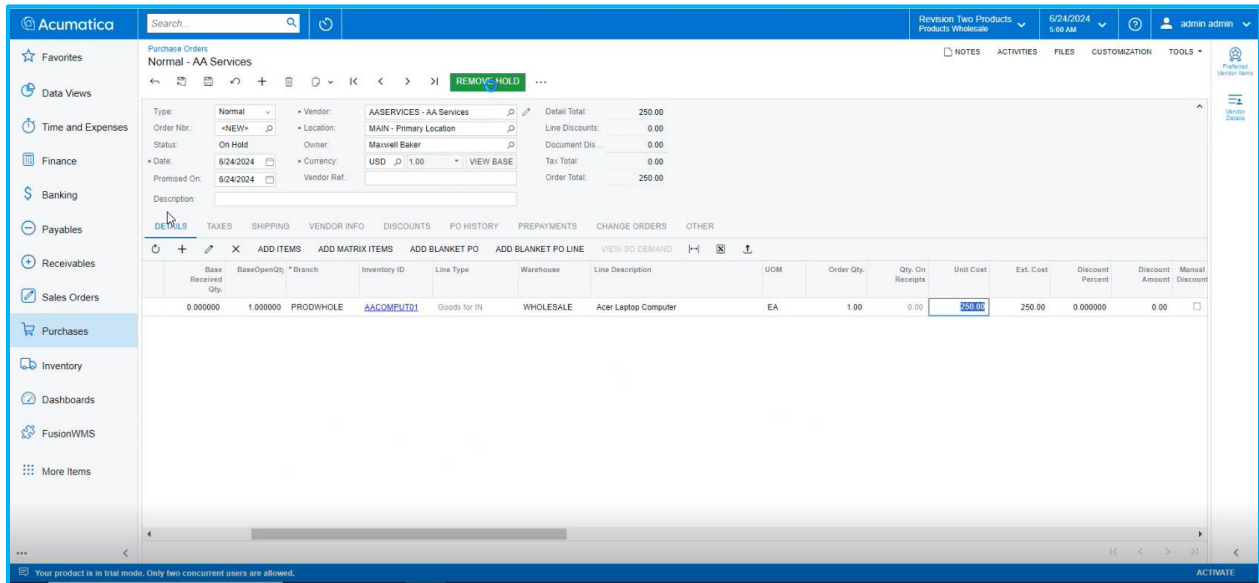 Acumatica
Search...
Revision Two Products
Products Wholesale
6/24/2024
5:00 AM
admin admin
Favorites
Data Views
Time and Expenses
Finance
Banking
Payables
Receivables
Sales Orders
Purchases
Inventory
Dashboards
FusionWMS
More Items
Purchase Orders
Normal - AA Services
NOTES ACTIVITIES FILES CUSTOMIZATION TOOLS
REMOVE HOLD
Preferred
Vendor Items
Vendor
Details
Type: Normal * Vendor: AASERVICES - AA Services Detail Total: 250.00
Order Nbr.: <NEW> * Location: MAIN - Primary Location Line Discounts: 0.00
Status: On Hold Owner: Maxwell Baker Document Dis... 0.00
* Date: 6/24/2024 * Currency: USD 1.00 VIEW BASE Tax Total: 0.00
Promised On: 6/24/2024 Vendor Ref.: Order Total: 250.00
Description:
DETAILS TAXES SHIPPING VENDOR INFO DISCOUNTS PO HISTORY PREPAYMENTS CHANGE ORDERS OTHER
ADD ITEMS ADD MATRIX ITEMS ADD BLANKET PO ADD BLANKET PO LINE VIEW SO DEMAND
Base Received Qty. BaseOpenQty * Branch Inventory ID Line Type Warehouse Line Description UOM Order Qty. Qty. On Receipts Unit Cost Ext. Cost Discount Percent Discount Amount Manual Discount
0.000000 1.000000 PRODWHOLE AACOMPUT01 Goods for IN WHOLESALE Acer Laptop Computer EA 1.00 0.00 250.00 250.00 0.000000 0.00
Your product is in trial mode. Only two concurrent users are allowed.
ACTIVATE